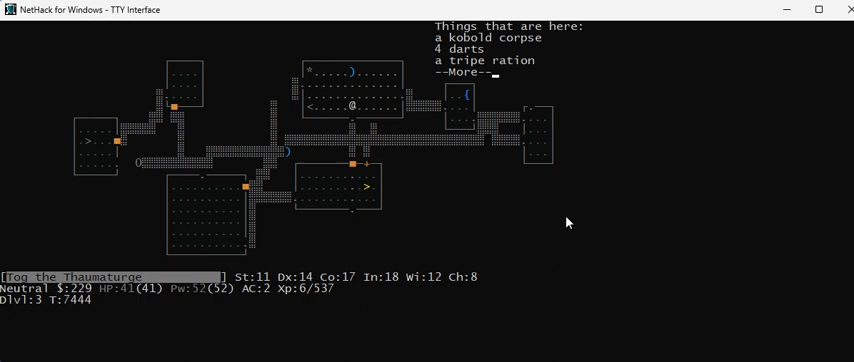 NetHack for Windows - TTY Interface
Things that are here:
a kobold corpse
4 darts
a tripe ration
--More--
[Tog the Thaumaturge ] St:11 Dx:14 Co:17 In:18 Wi:12 Ch:8
Neutral $:229 HP:41(41) Pw:52(52) AC:2 Xp:6/537
Dlvl:3 T:7444